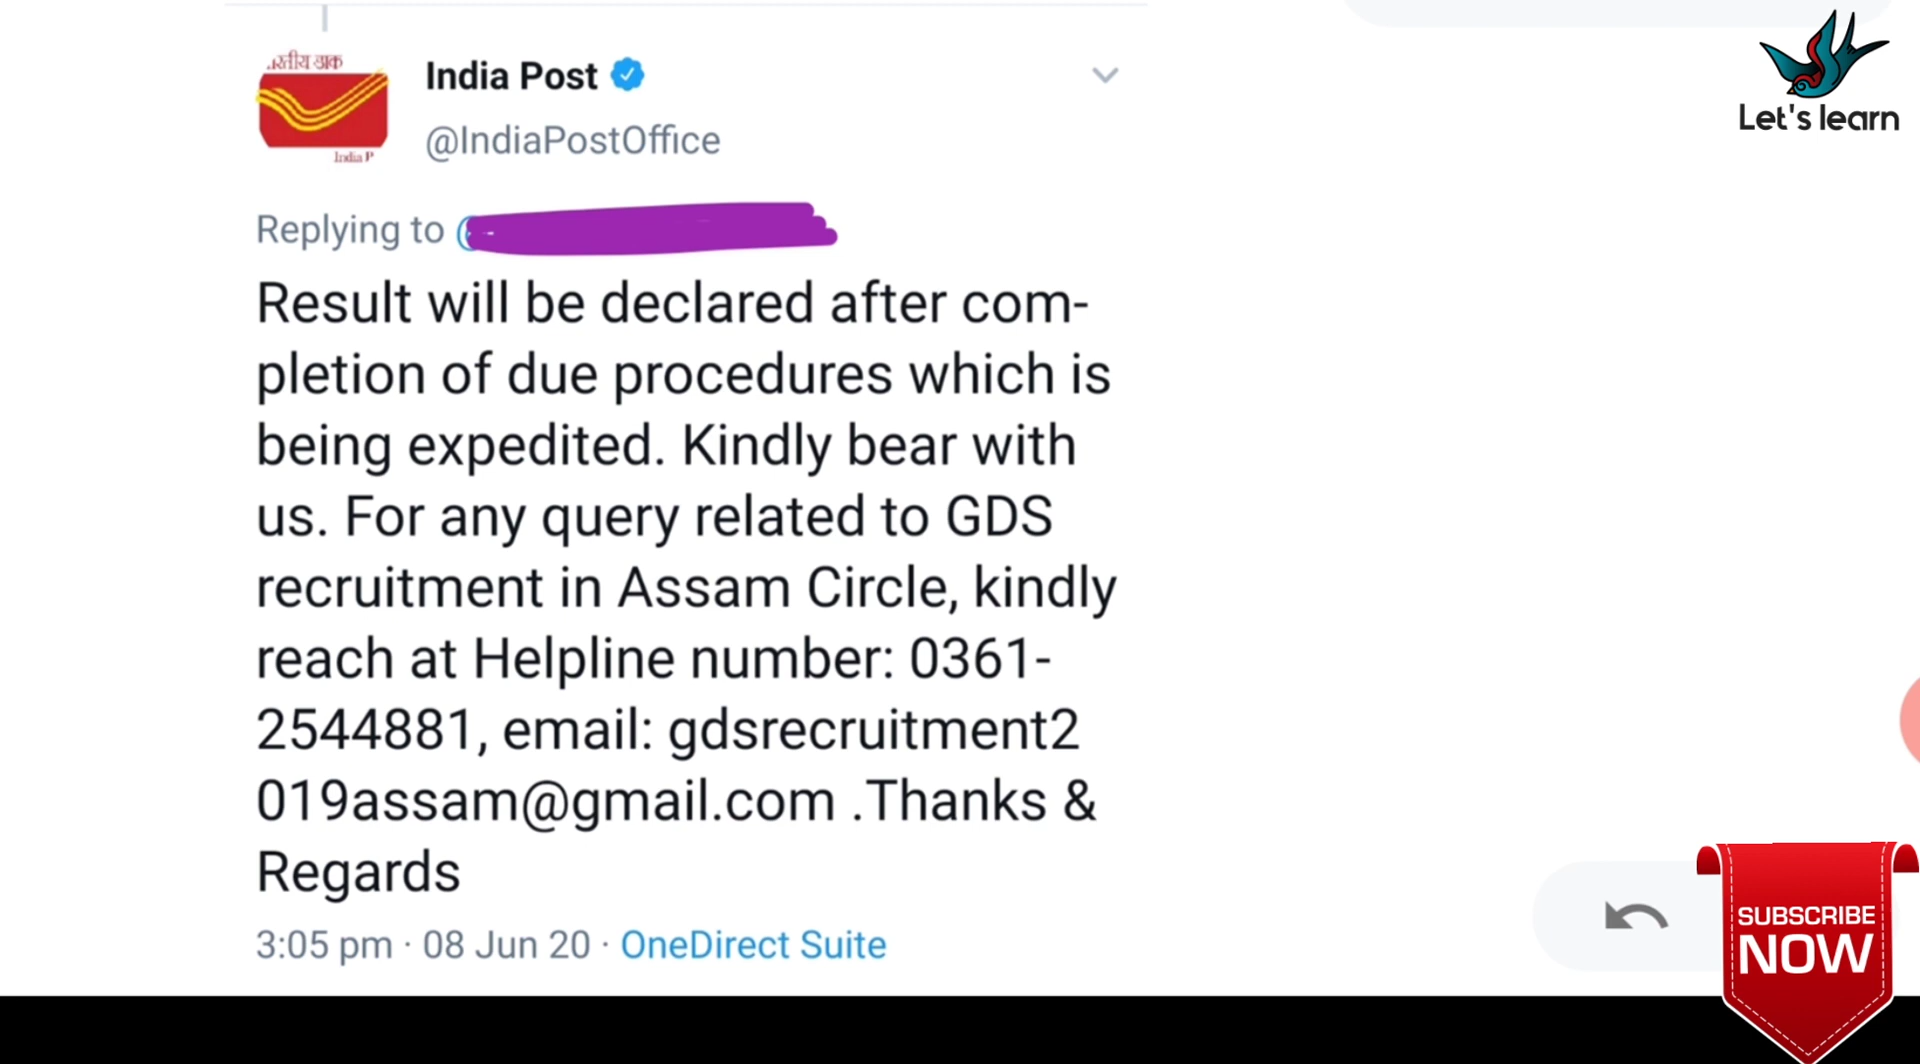 India Post
Let's learn
@IndiaPostOffice
India P
Replying to
Result will be declared after com-
pletion of due procedures which is
being expedited. Kindly bear with
us. For any query related to GDS
recruitment in Assam Circle, kindly
reach at Helpline number: 0361-
2544881, email: gdsrecruitment2
019assam@gmail.com .Thanks &
Regards
3:05 pm · 08 Jun 20 · OneDirect Suite
SUBSCRIBE
NOW